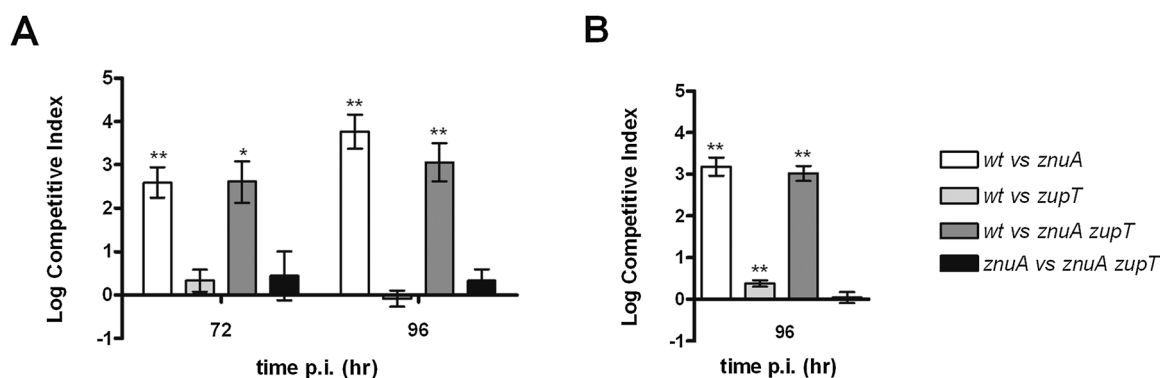 A
Log Competitive Index
5
4
3
2
1
0
-1
**
*
**
**
72
96
time p.i. (hr)
B
Log Competitive Index
5
4
3
2
1
0
-1
**
**
**
96
time p.i. (hr)
wt vs znuA
wt vs zupT
wt vs znuA zupT
znuA vs znuA zupT